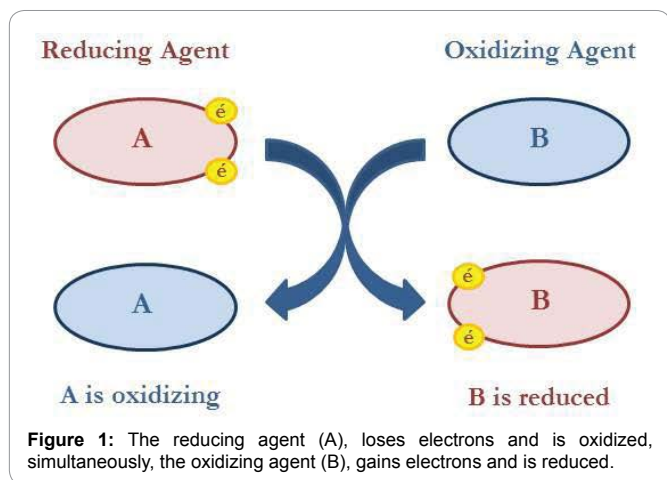 Reducing Agent
Oxidizing Agent
é
A
B
é
é
A
B
é
A is oxidizing
B is reduced
Figure 1: The reducing agent (A), loses electrons and is oxidized,
simultaneously, the oxidizing agent (B), gains electrons and is reduced.